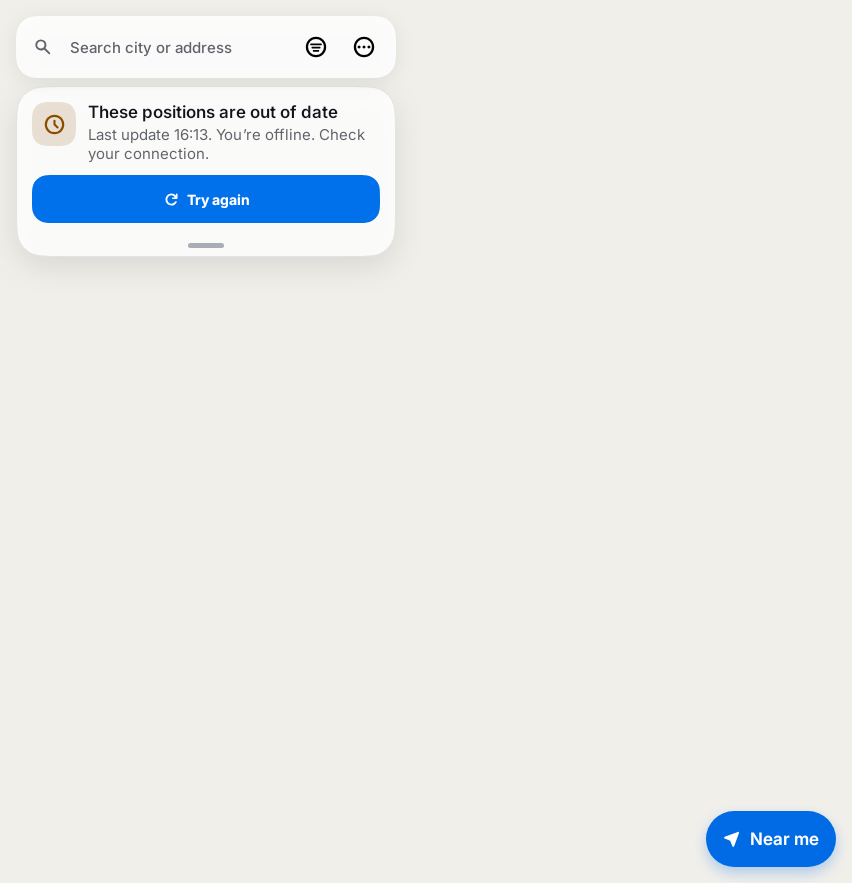 Search city or address
These positions are out of date
Last update 16:13. You’re offline. Check
your connection.
Try again
Near me